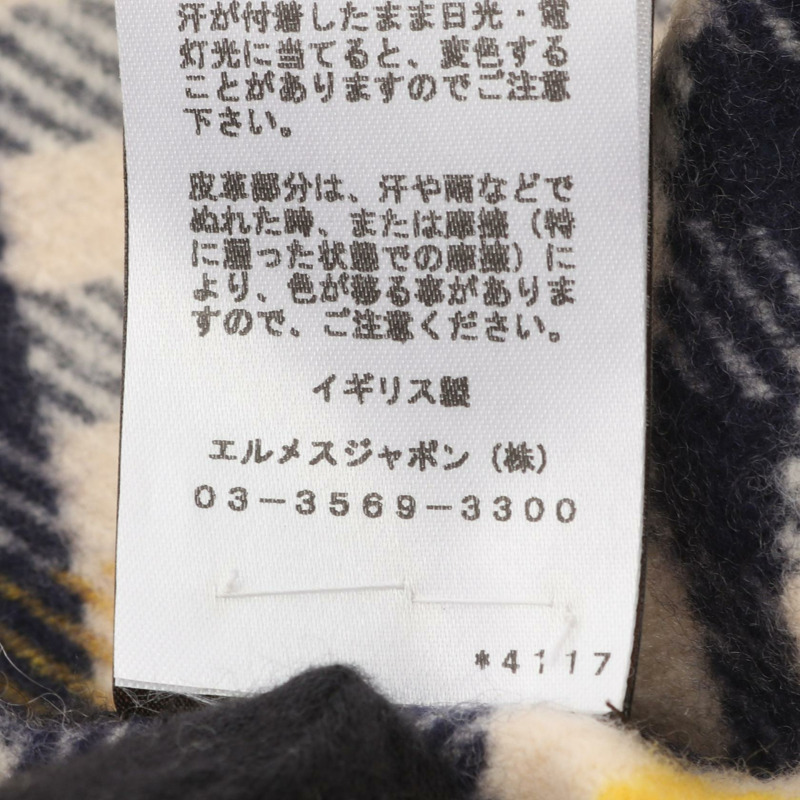 汗が付着したまま日光・電
灯光に当てると、変色する
ことがありますのでご注意
下さい。
皮革部分は、汗や雨などで
ぬれた時、または摩擦（特
に湿った状態での摩擦）に
より、色が移る事がありま
すので、ご注意ください。
イギリス製
エルメスジャポン（株）
03-3569-3300
*4117